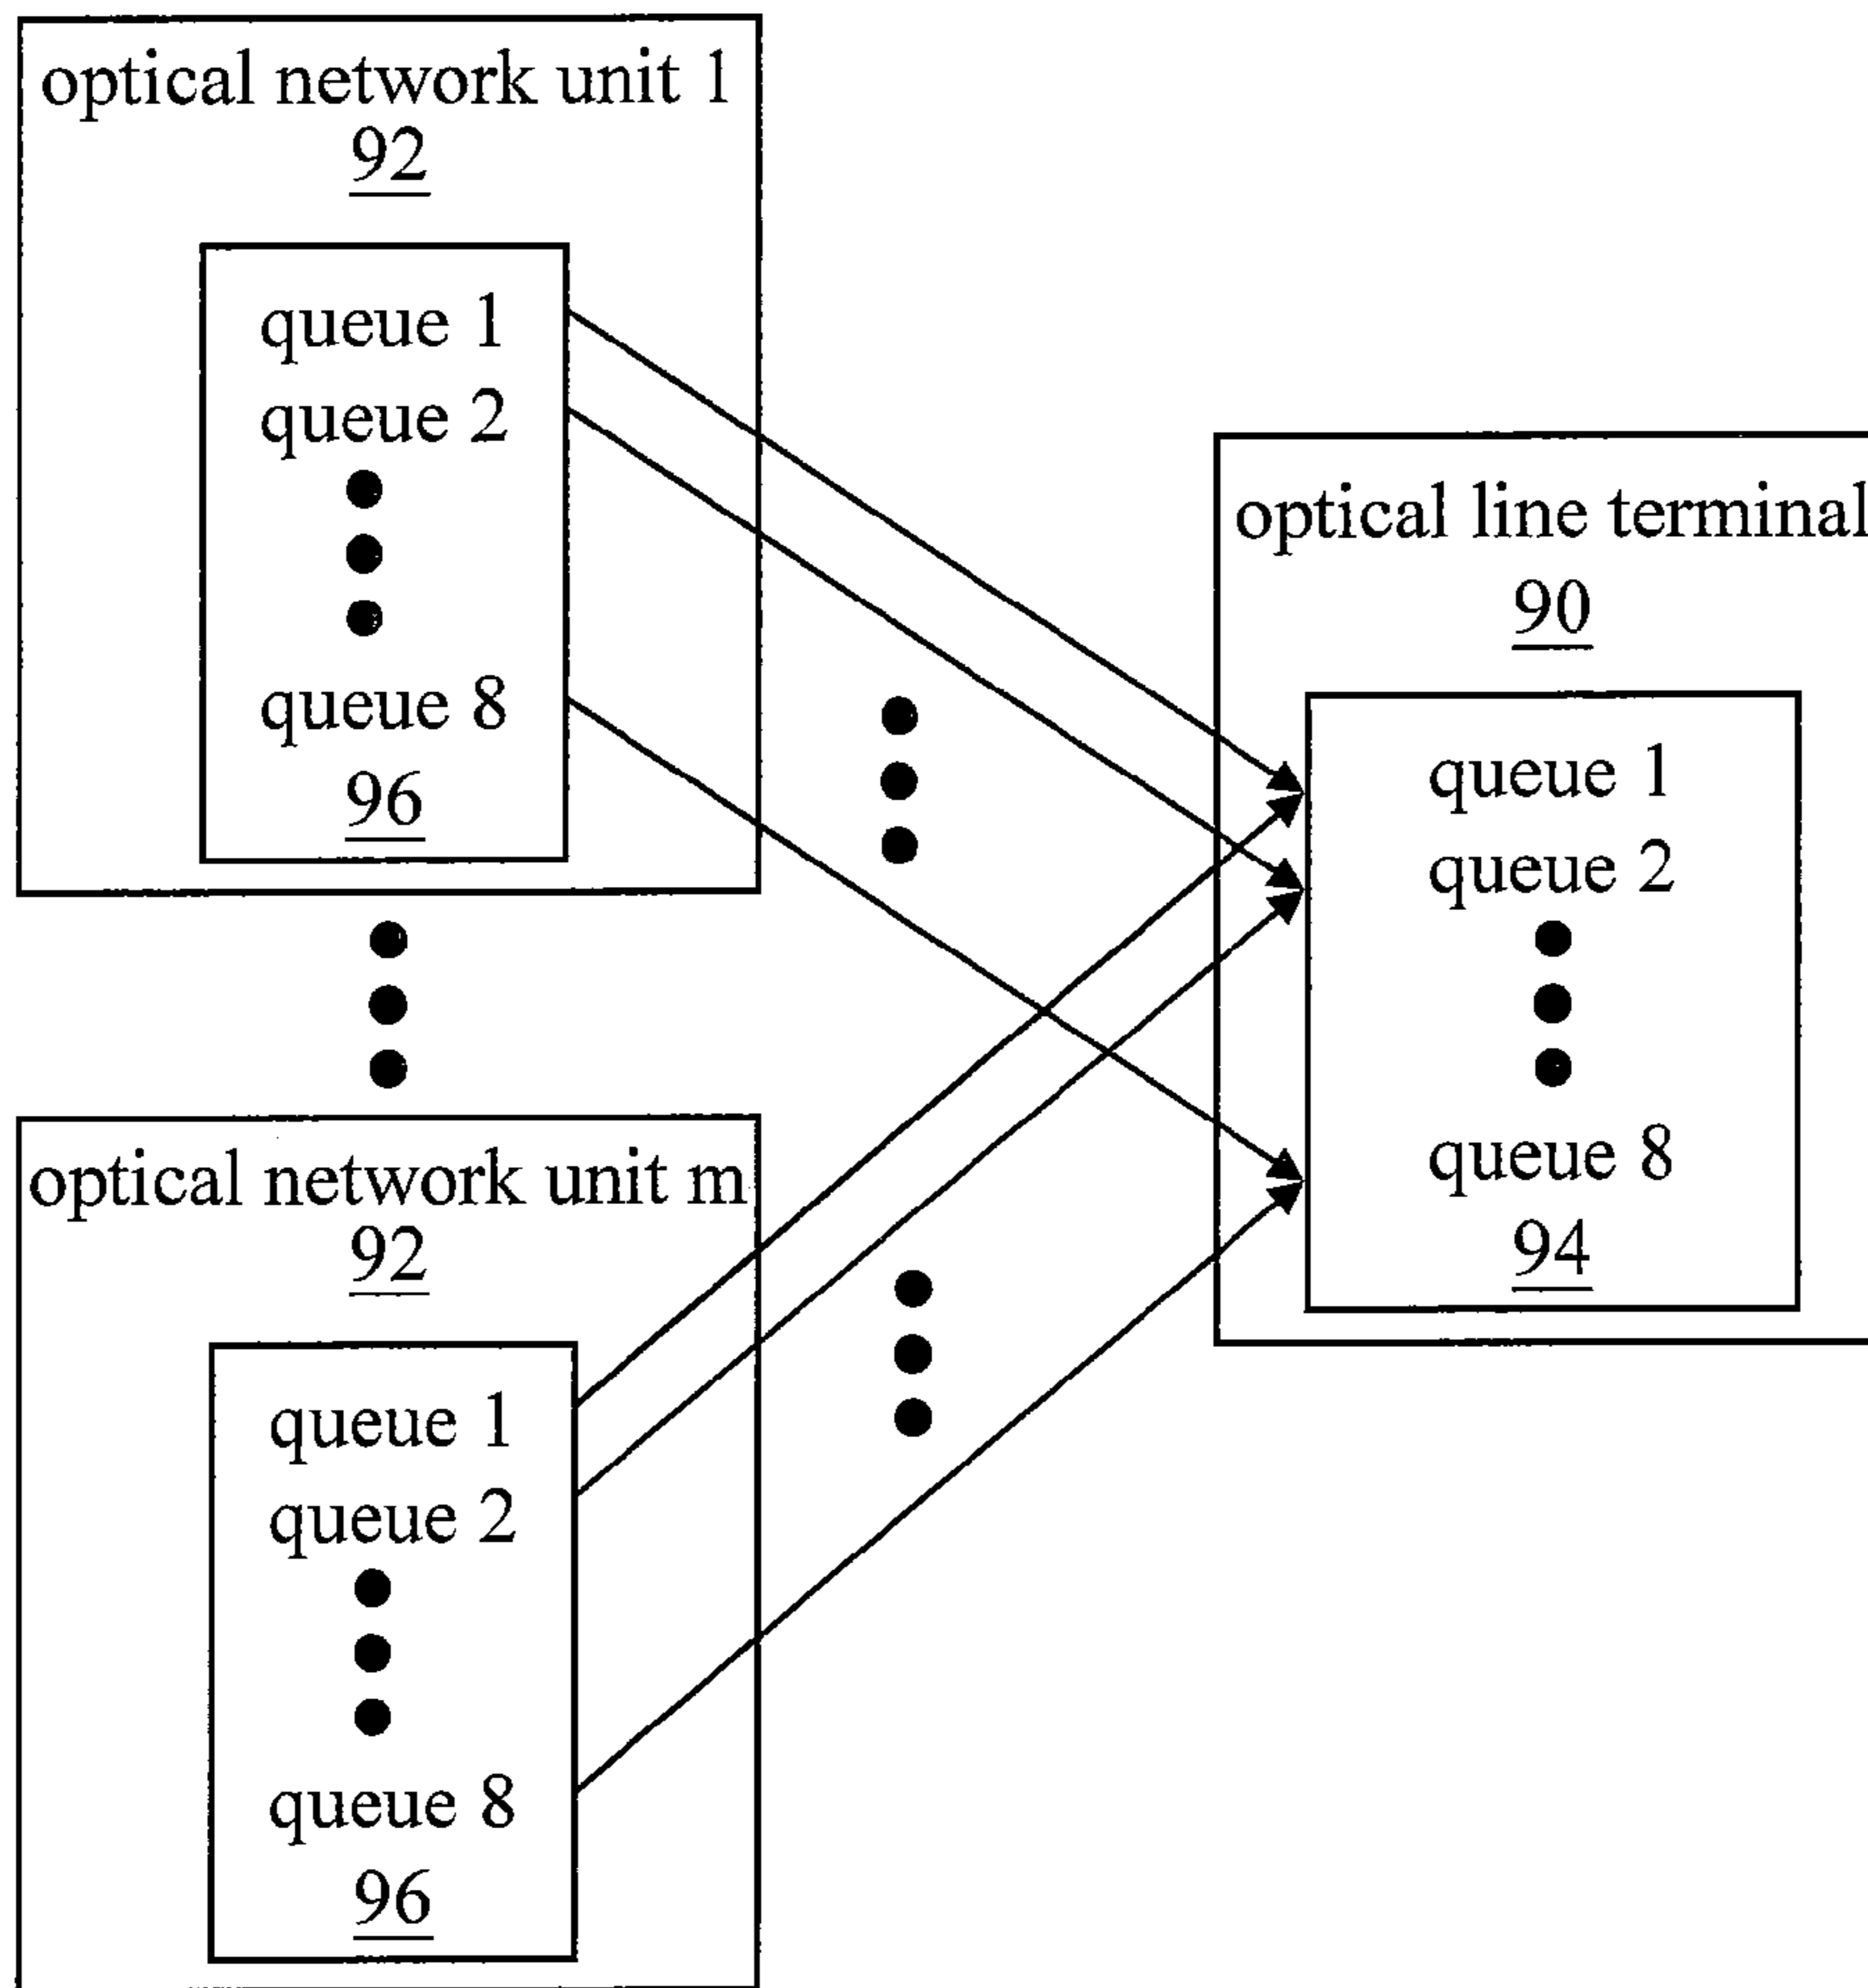 optical network unit 1
92
queue 1
queue 2
queue 8
96
optical line terminal
90
queue 1
queue 2
queue 8
94
optical network unit m
92
queue 1
queue 2
queue 8
96